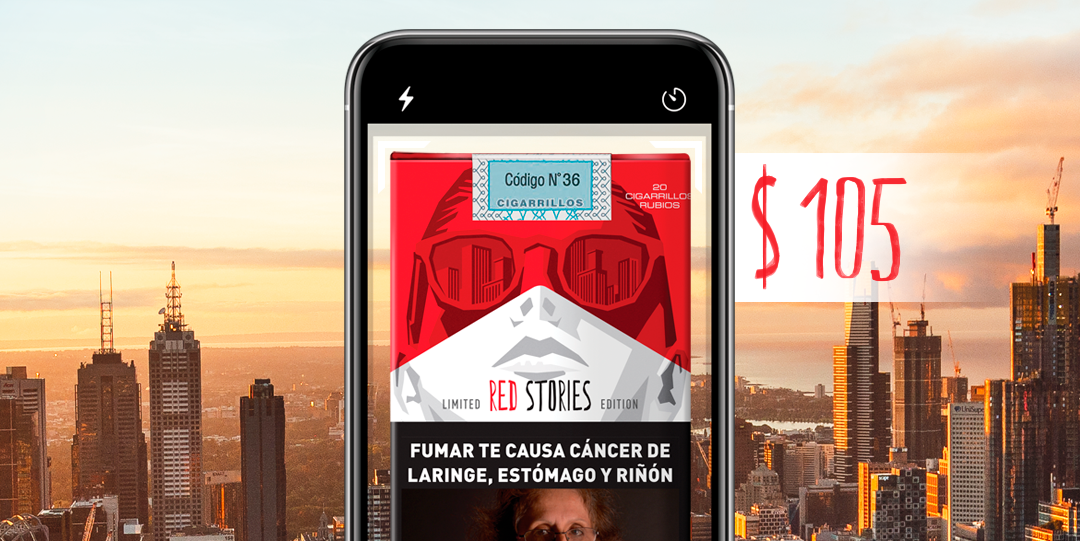 Código N°36
CIGARRILLOS
20
CIGARRILLOS
RUBIOS
$ 105
LIMITED RED STORIES EDITION
FUMAR TE CAUSA CÁNCER DE
LARINGE, ESTÓMAGO Y RIÑÓN
UniSuper